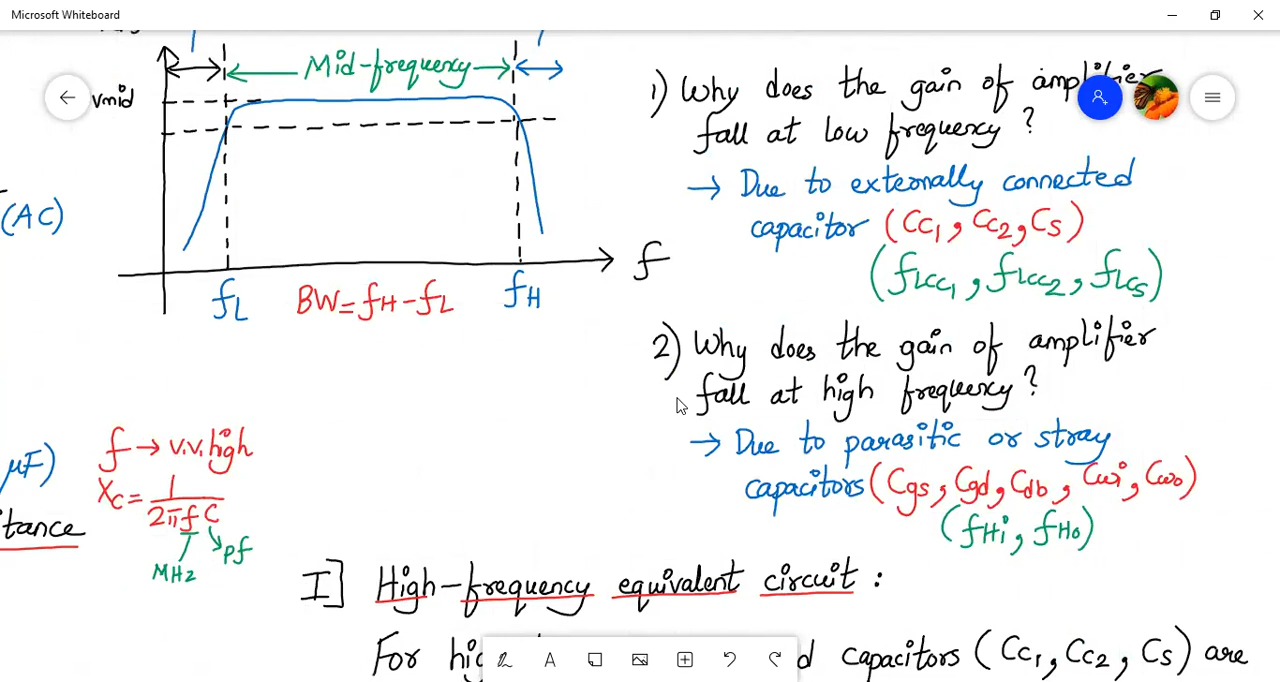 Microsoft Whiteboard
Mid-frequency
vmid
(AC)
f
fL
BW = fH - fL
fH
1) Why does the gain of amplifier
fall at low frequency ?
→ Due to externally connected
capacitor (Cc1, Cc2, Cs)
(fLCC1, fLCC2, fLCS)
2) Why does the gain of amplifier
fall at high frequency ?
→ Due to parasitic or stray
capacitors (Cgs, Cgd, Cdb, Cwi, Cwo)
(fHi, fHo)
μF)
f → v.v. high
Xc = 1/2πfC
MHz
pf
itance
I] High-frequency equivalent circuit :
For
capacitors (Cc1, Cc2, Cs) are